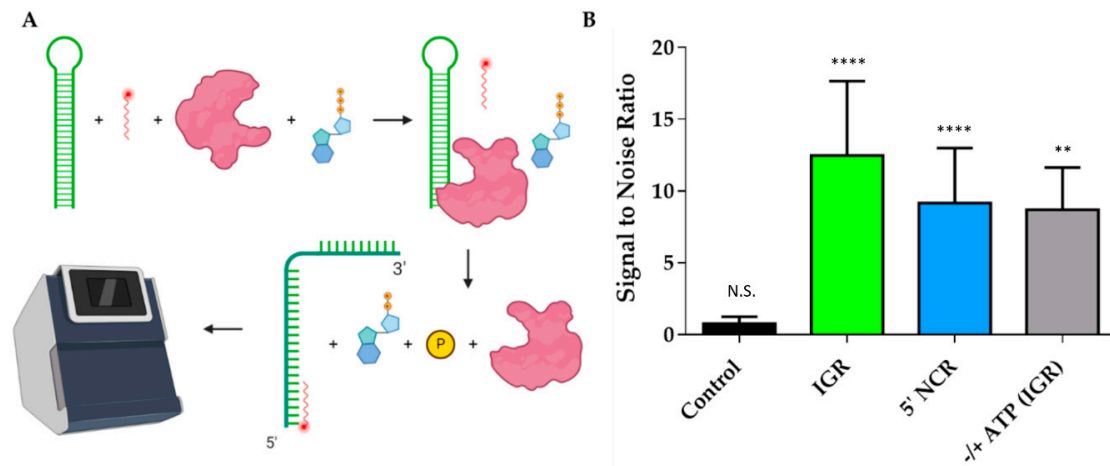 A
+
+
+
3'
+
+
P
+
5'
B
Signal to Noise Ratio
20
15
10
5
0
N.S.
****
****
**
Control
IGR
5' NCR
-/+ ATP (IGR)